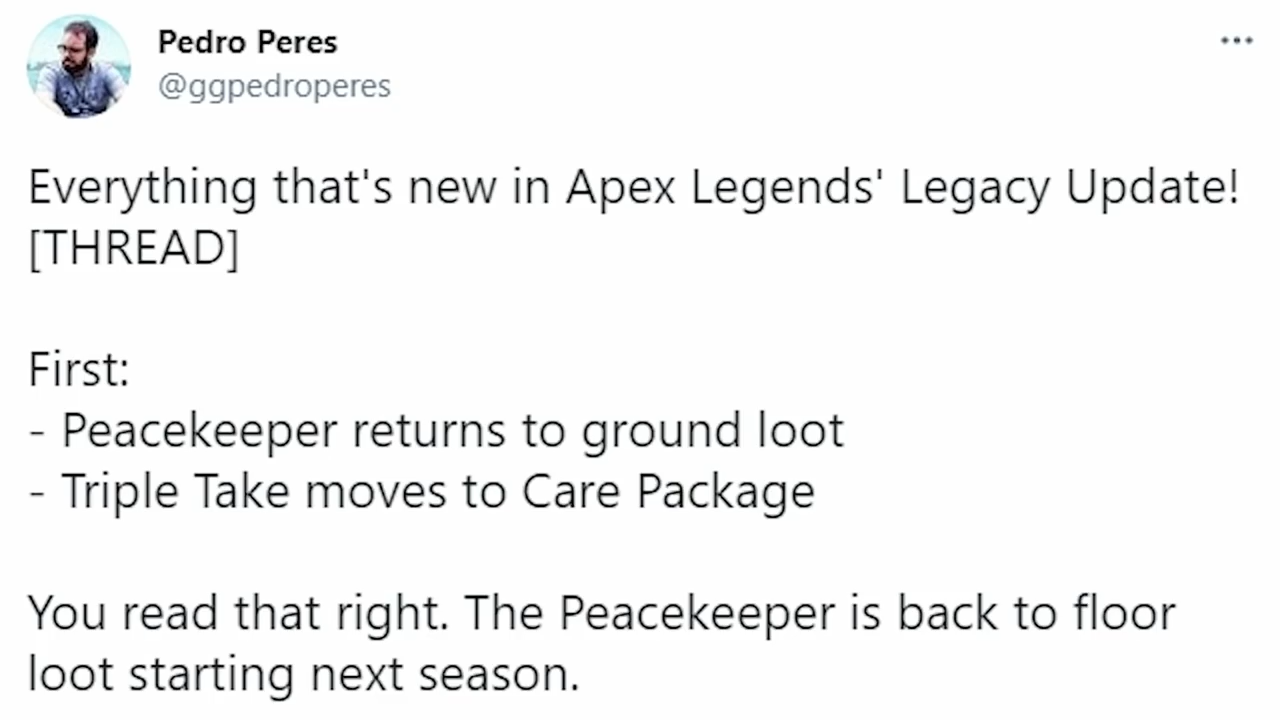 Pedro Peres
@ggpedroperes
Everything that's new in Apex Legends' Legacy Update!
[THREAD]
First:
- Peacekeeper returns to ground loot
- Triple Take moves to Care Package
You read that right. The Peacekeeper is back to floor
loot starting next season.